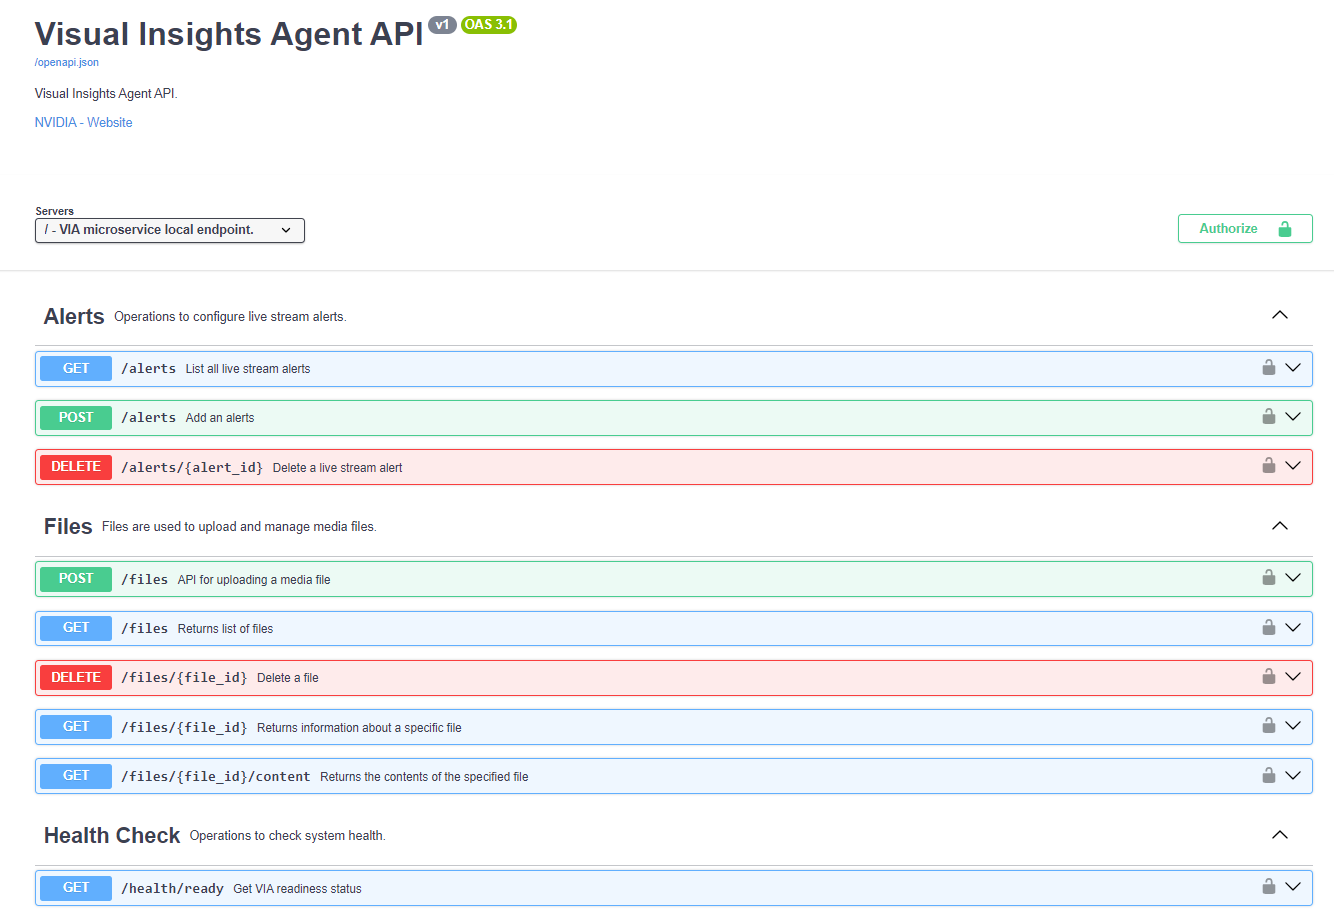 Visual Insights Agent API v1 OAS 3.1
/openapi.json
Visual Insights Agent API.
NVIDIA - Website
Servers
/ - VIA microservice local endpoint.
Authorize
Alerts Operations to configure live stream alerts.
GET /alerts List all live stream alerts
POST /alerts Add an alerts
DELETE /alerts/{alert_id} Delete a live stream alert
Files Files are used to upload and manage media files.
POST /files API for uploading a media file
GET /files Returns list of files
DELETE /files/{file_id} Delete a file
GET /files/{file_id} Returns information about a specific file
GET /files/{file_id}/content Returns the contents of the specified file
Health Check Operations to check system health.
GET /health/ready Get VIA readiness status